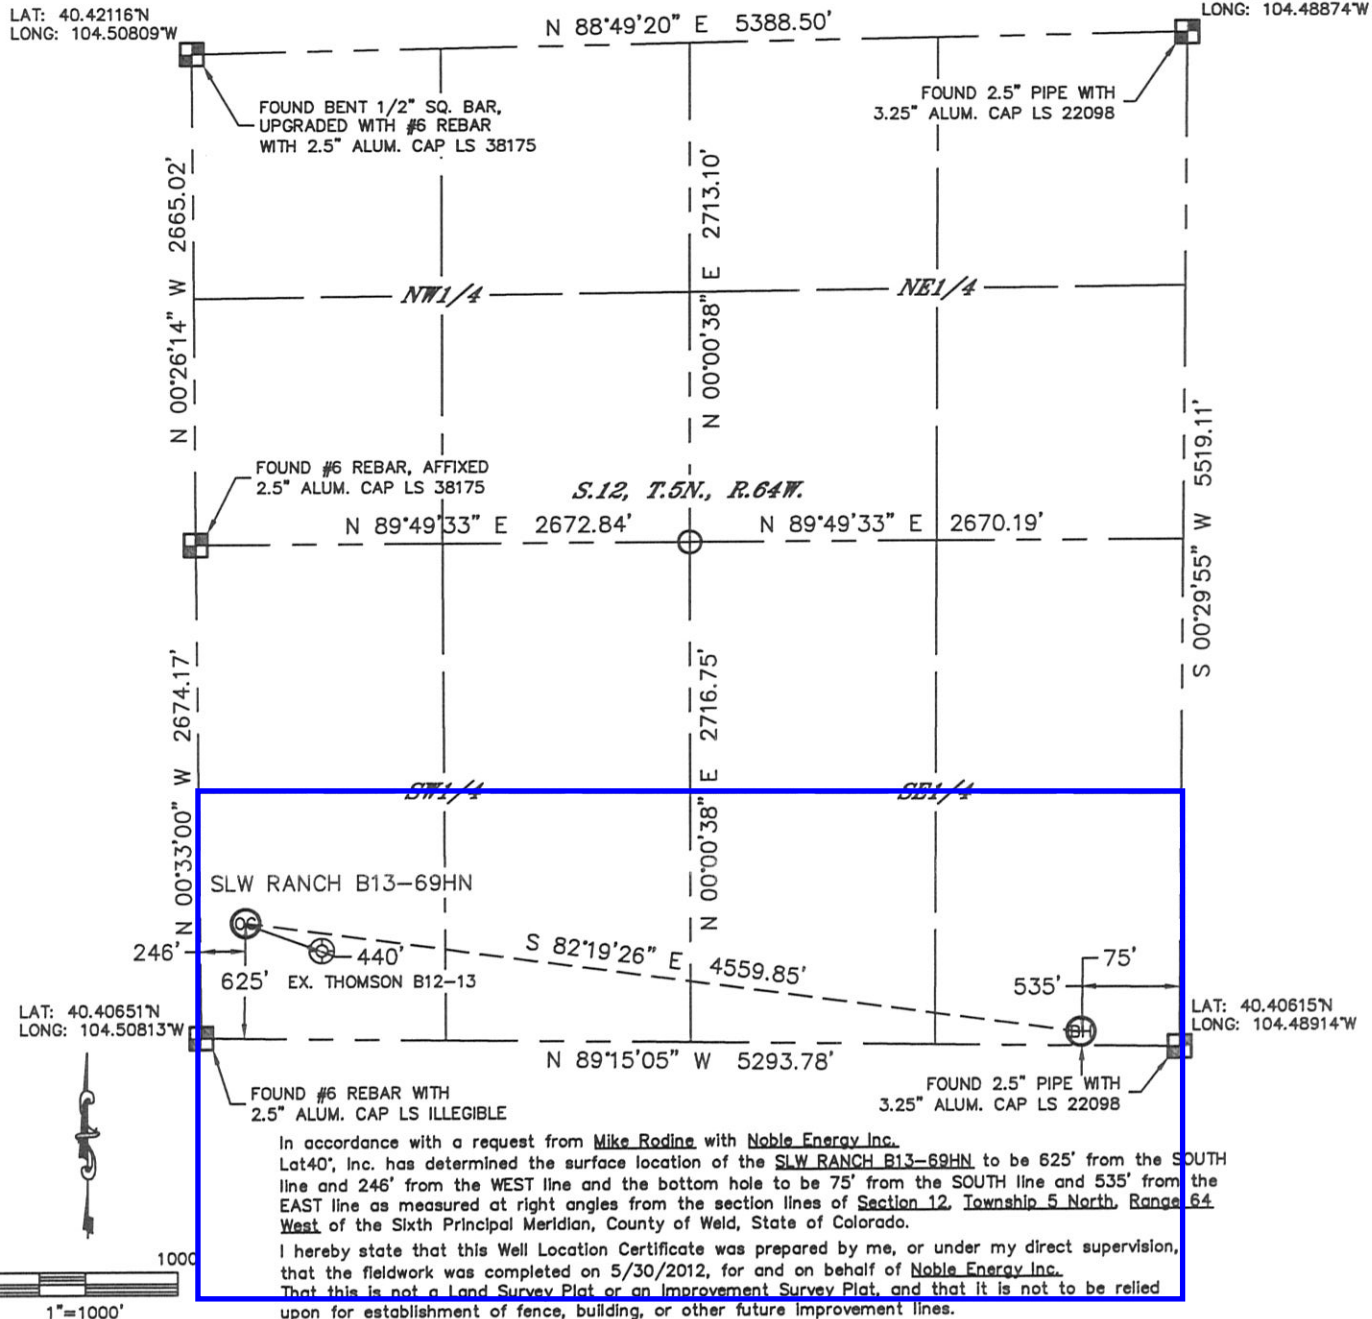 LAT: 40.42116°N
LONG: 104.50809°W
N 88°49'20" E 5388.50'
LONG: 104.48874°W
FOUND BENT 1/2" SQ. BAR,
UPGRADED WITH #6 REBAR
WITH 2.5" ALUM. CAP LS 38175
FOUND 2.5" PIPE WITH
3.25" ALUM. CAP LS 22098
N 00°26'14" W 2665.02'
N 00°00'38" E 2713.10'
NW1/4
NE1/4
S 00°29'55" W 5519.11'
FOUND #6 REBAR, AFFIXED
2.5" ALUM. CAP LS 38175
S.12, T.5N., R.64W.
N 89°49'33" E 2672.84'
N 89°49'33" E 2670.19'
N 00°33'00" W 2674.17'
N 00°00'38" E 2716.75'
SW1/4
SE1/4
SLW RANCH B13-69HN
OG
246'
440'
625'
EX. THOMSON B12-13
S 82°19'26" E 4559.85'
75'
535'
BH
LAT: 40.40651°N
LONG: 104.50813°W
LAT: 40.40615°N
LONG: 104.48914°W
N 89°15'05" W 5293.78'
FOUND #6 REBAR WITH
2.5" ALUM. CAP LS ILLEGIBLE
FOUND 2.5" PIPE WITH
3.25" ALUM. CAP LS 22098
In accordance with a request from Mike Rodine with Noble Energy Inc.
Lat40°, Inc. has determined the surface location of the SLW RANCH B13-69HN to be 625' from the SOUTH
line and 246' from the WEST line and the bottom hole to be 75' from the SOUTH line and 535' from the
EAST line as measured at right angles from the section lines of Section 12, Township 5 North, Range 64
West of the Sixth Principal Meridian, County of Weld, State of Colorado.
I hereby state that this Well Location Certificate was prepared by me, or under my direct supervision,
that the fieldwork was completed on 5/30/2012, for and on behalf of Noble Energy Inc.
That this is not a Land Survey Plat or an Improvement Survey Plat, and that it is not to be relied
upon for establishment of fence, building, or other future improvement lines.
1000
1"=1000'